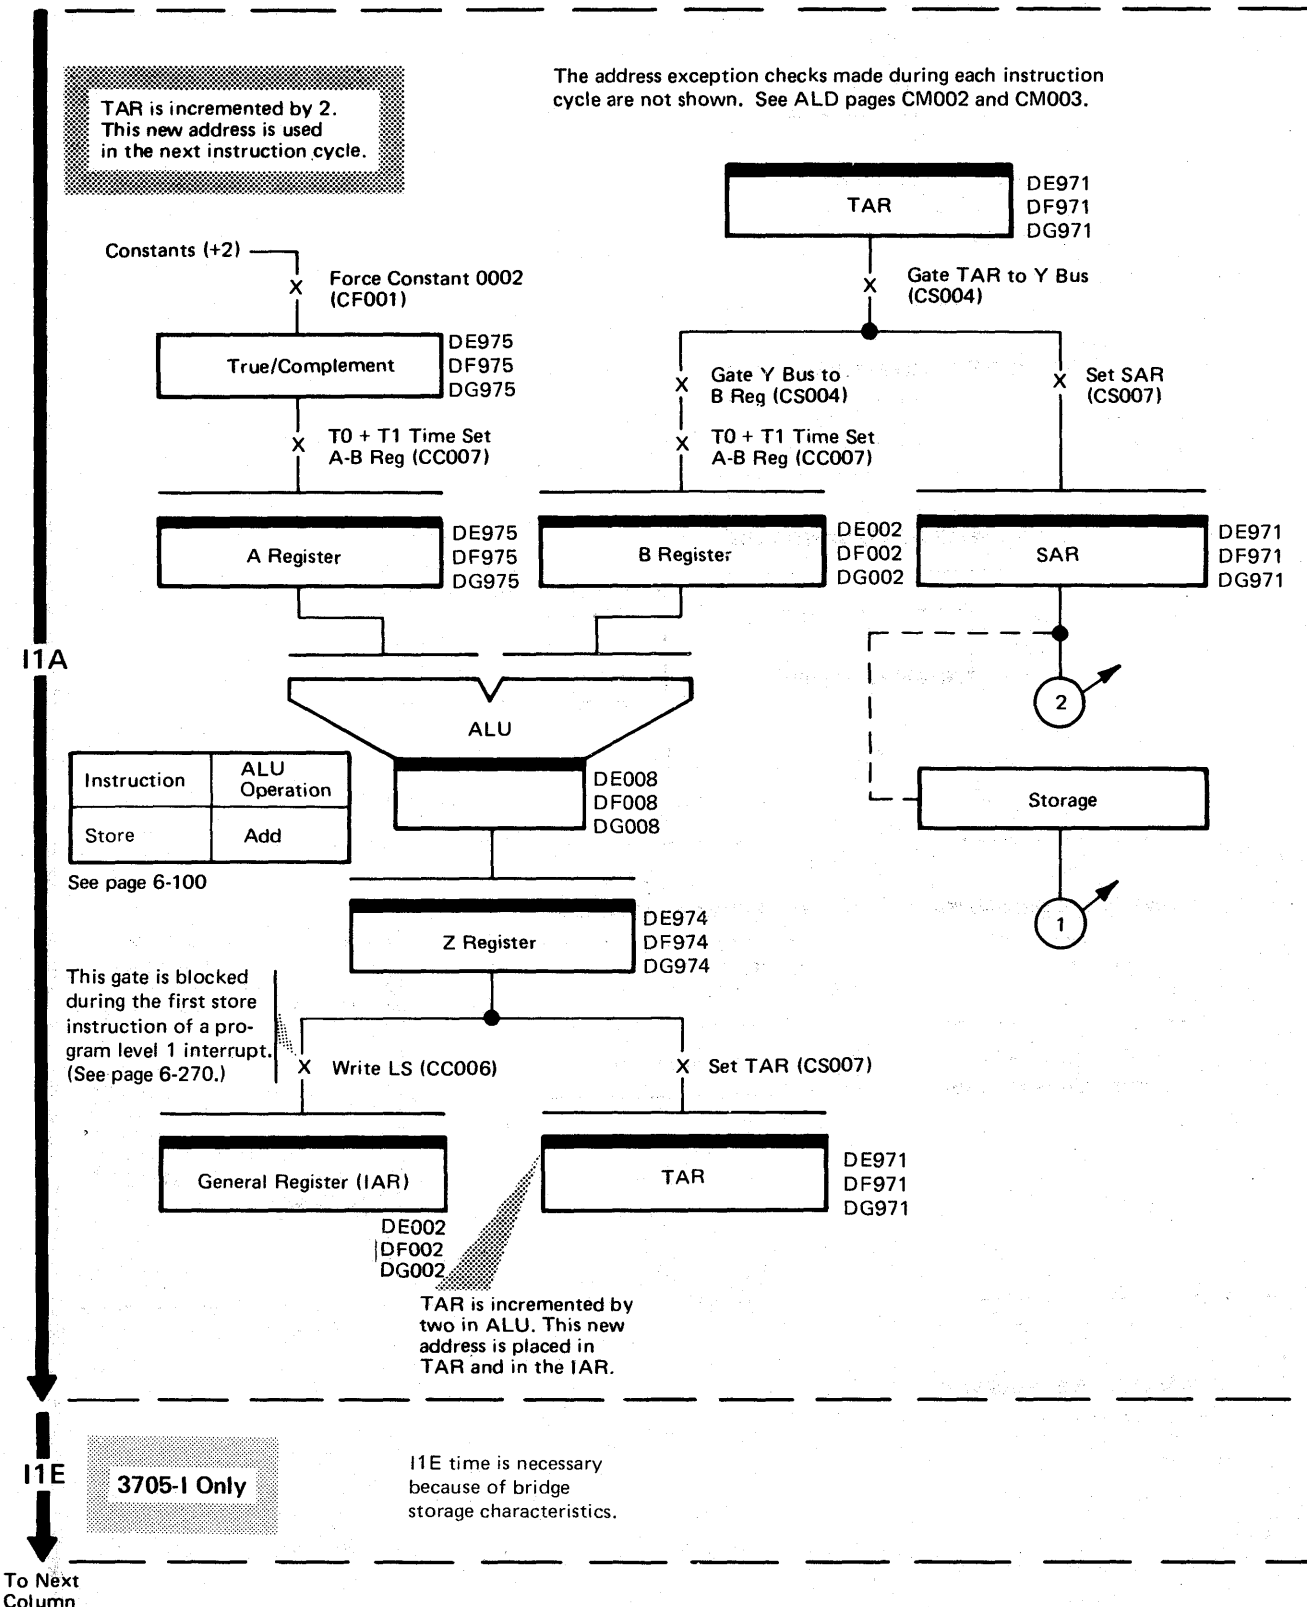 TAR is incremented by 2.
This new address is used
in the next instruction cycle.
The address exception checks made during each instruction
cycle are not shown. See ALD pages CM002 and CM003.
TAR
DE971
DF971
DG971
Constants (+2)
Force Constant 0002
(CF001)
Gate TAR to Y Bus
(CS004)
True/Complement
DE975
DF975
DG975
Gate Y Bus to
B Reg (CS004)
Set SAR
(CS007)
T0 + T1 Time Set
A-B Reg (CC007)
T0 + T1 Time Set
A-B Reg (CC007)
A Register
DE975
DF975
DG975
B Register
DE002
DF002
DG002
SAR
DE971
DF971
DG971
I1A
2
ALU
Instruction
ALU
Operation
Store
Add
See page 6-100
DE008
DF008
DG008
Storage
1
Z Register
DE974
DF974
DG974
This gate is blocked
during the first store
instruction of a pro-
gram level 1 interrupt.
(See page 6-270.)
Write LS (CC006)
Set TAR (CS007)
General Register (IAR)
DE002
DF002
DG002
TAR
DE971
DF971
DG971
TAR is incremented by
two in ALU. This new
address is placed in
TAR and in the IAR.
I1E
3705-I Only
I1E time is necessary
because of bridge
storage characteristics.
To Next
Column